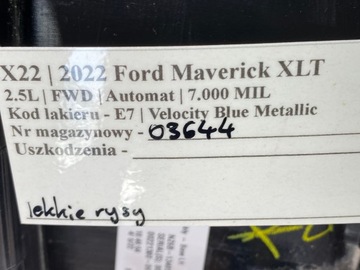 X22 | 2022 Ford Maverick XLT
2.5L | FWD | Automat | 7.000 MIL
Kod lakieru - E7 | Velocity Blue Metallic
Nr magazynowy - 03644
Uszkodzenia -
lekkie rysy